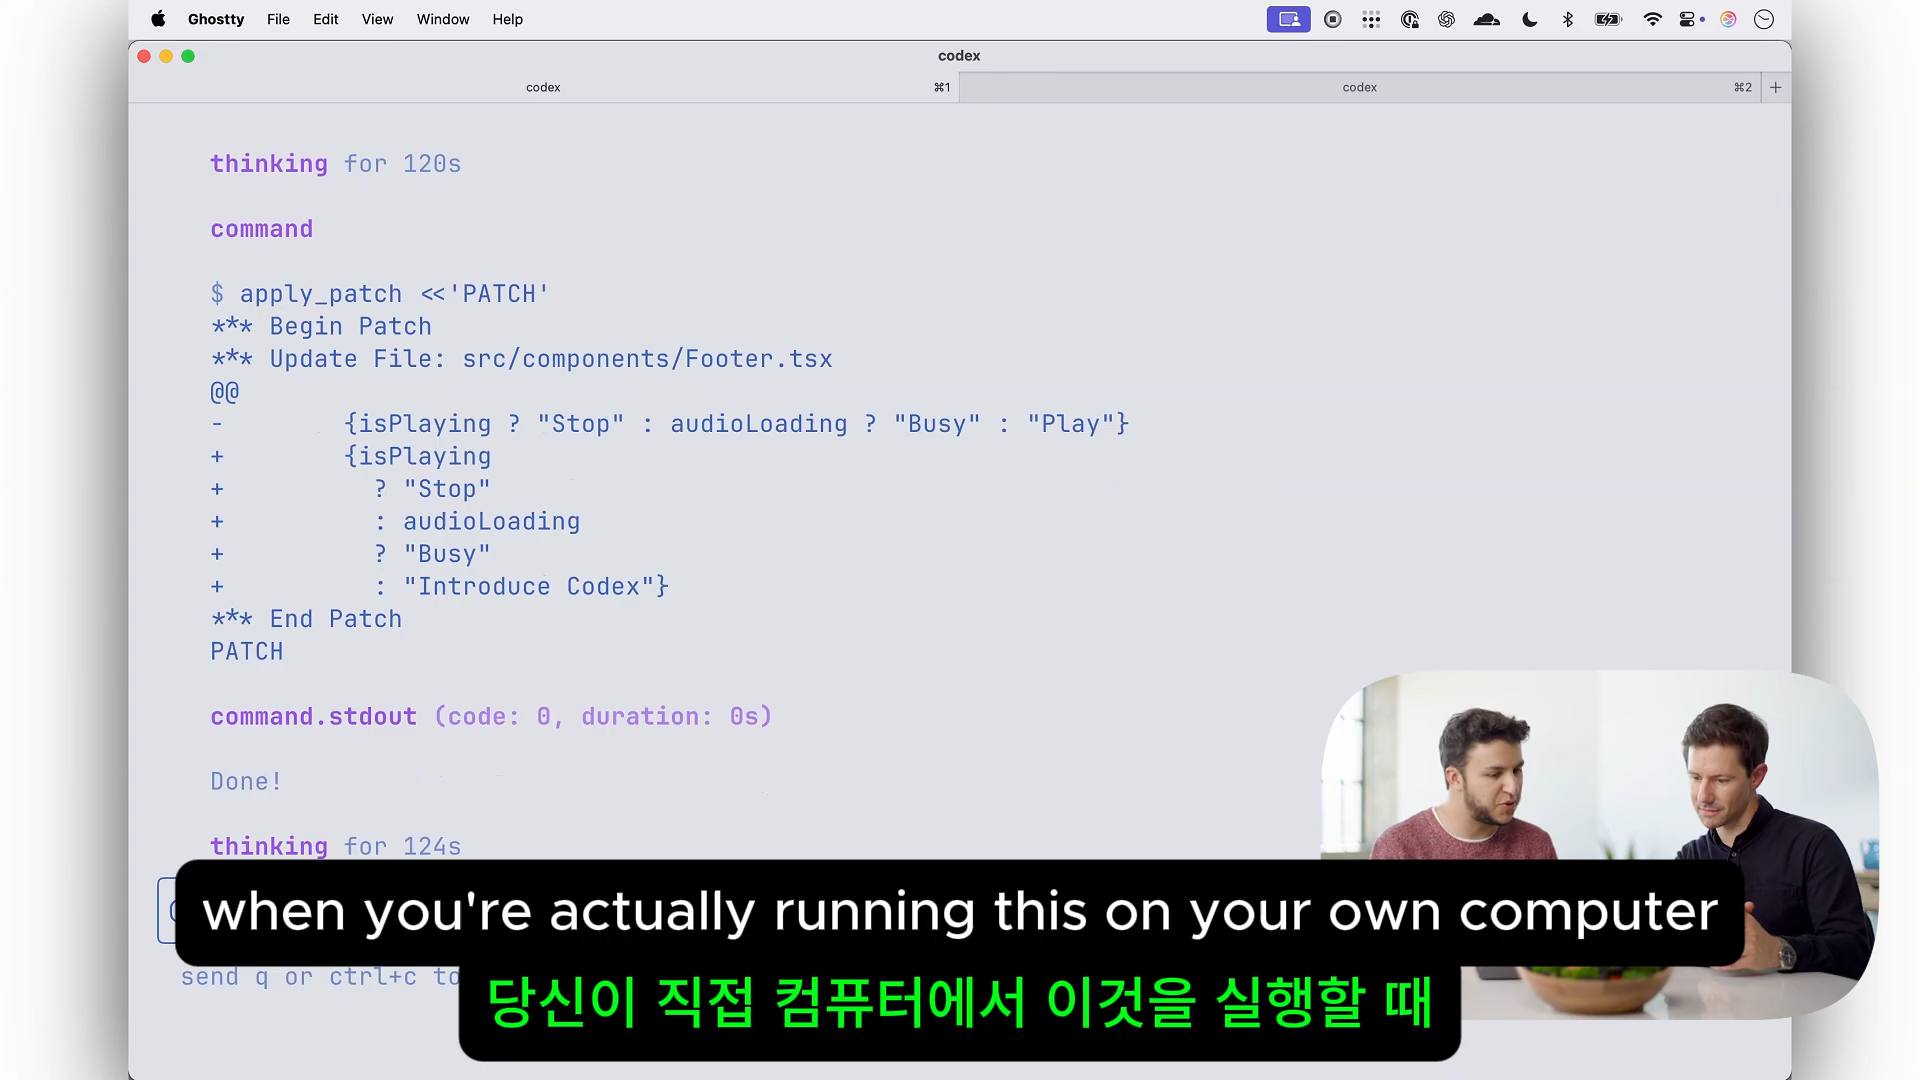 Ghostty File Edit View Window Help
codex
codex ⌘1 codex ⌘2 +
thinking for 120s
command
$ apply_patch <<'PATCH'
*** Begin Patch
*** Update File: src/components/Footer.tsx
@@
- {isPlaying ? "Stop" : audioLoading ? "Busy" : "Play"}
+ {isPlaying
+ ? "Stop"
+ : audioLoading
+ ? "Busy"
+ : "Introduce Codex"}
*** End Patch
PATCH
command.stdout (code: 0, duration: 0s)
Done!
thinking for 124s
when you're actually running this on your own computer
send q or ctrl+c to
당신이 직접 컴퓨터에서 이것을 실행할 때